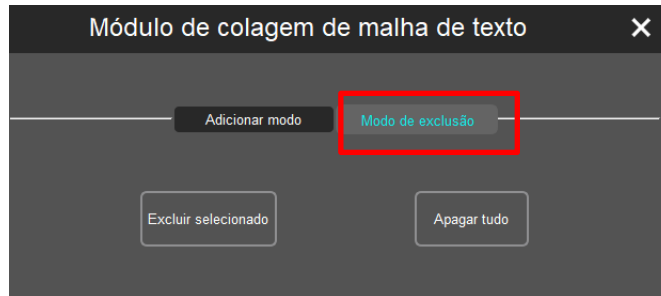 Módulo de colagem de malha de texto
Adicionar modo
Modo de exclusão
Excluir selecionado
Apagar tudo